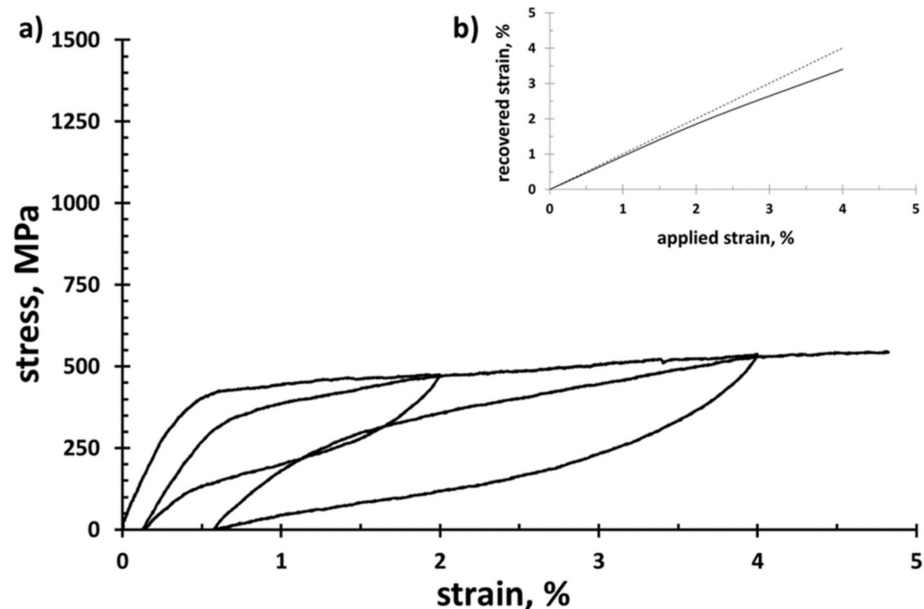 a)
1500
1250
1000
750
500
250
0
stress, MPa
0 1 2 3 4 5
strain, %
b)
5
4
3
2
1
0
recovered strain, %
0 1 2 3 4 5
applied strain, %